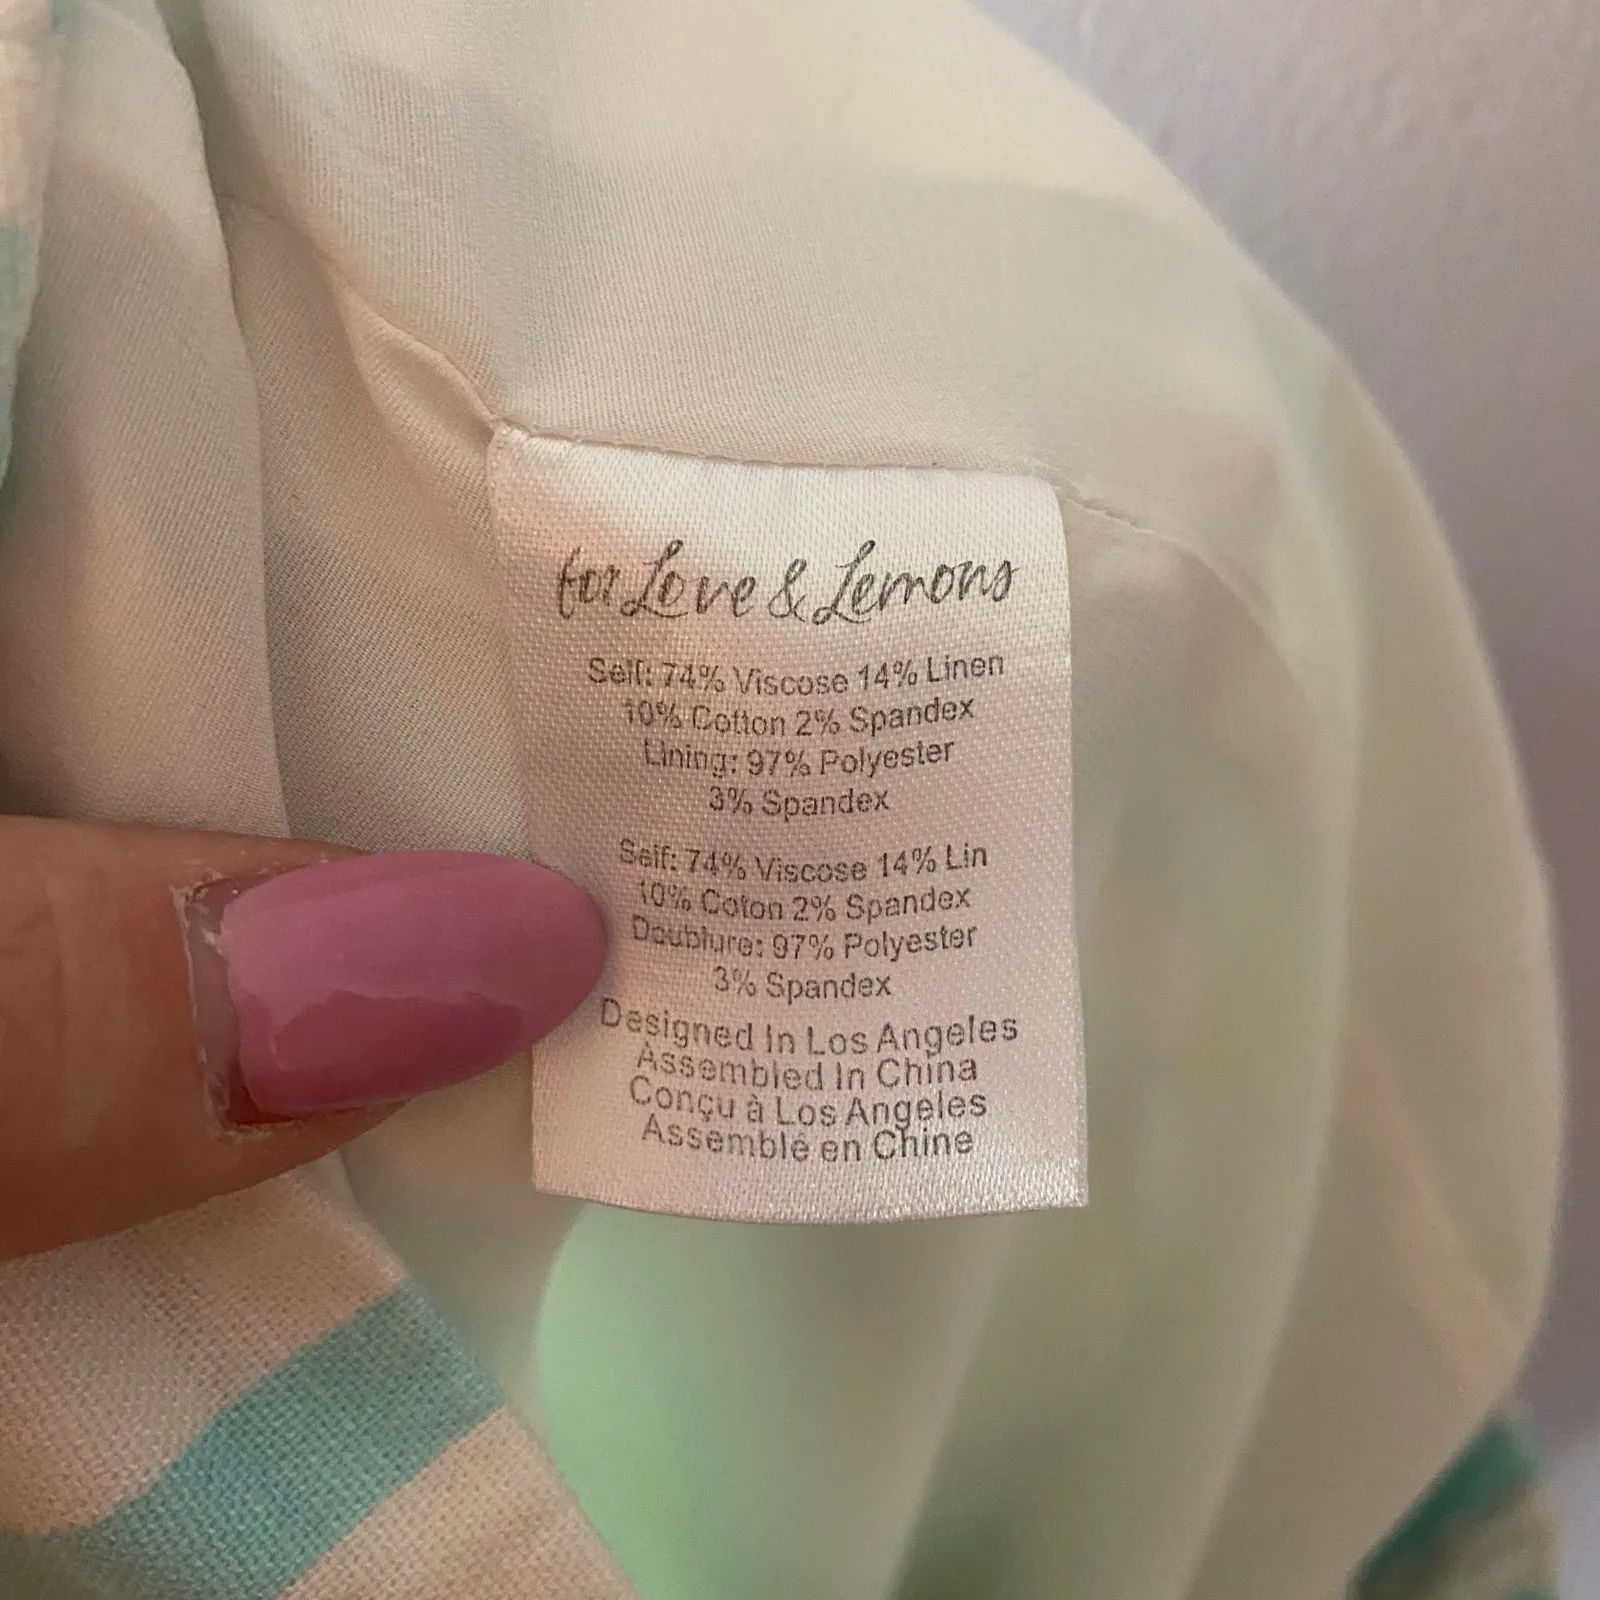 for Love & Lemons
Self: 74% Viscose 14% Linen
10% Cotton 2% Spandex
Lining: 97% Polyester
3% Spandex
Self: 74% Viscose 14% Lin
10% Coton 2% Spandex
Doublure: 97% Polyester
3% Spandex
Designed In Los Angeles
Assembled In China
Conçu à Los Angeles
Assemblé en Chine